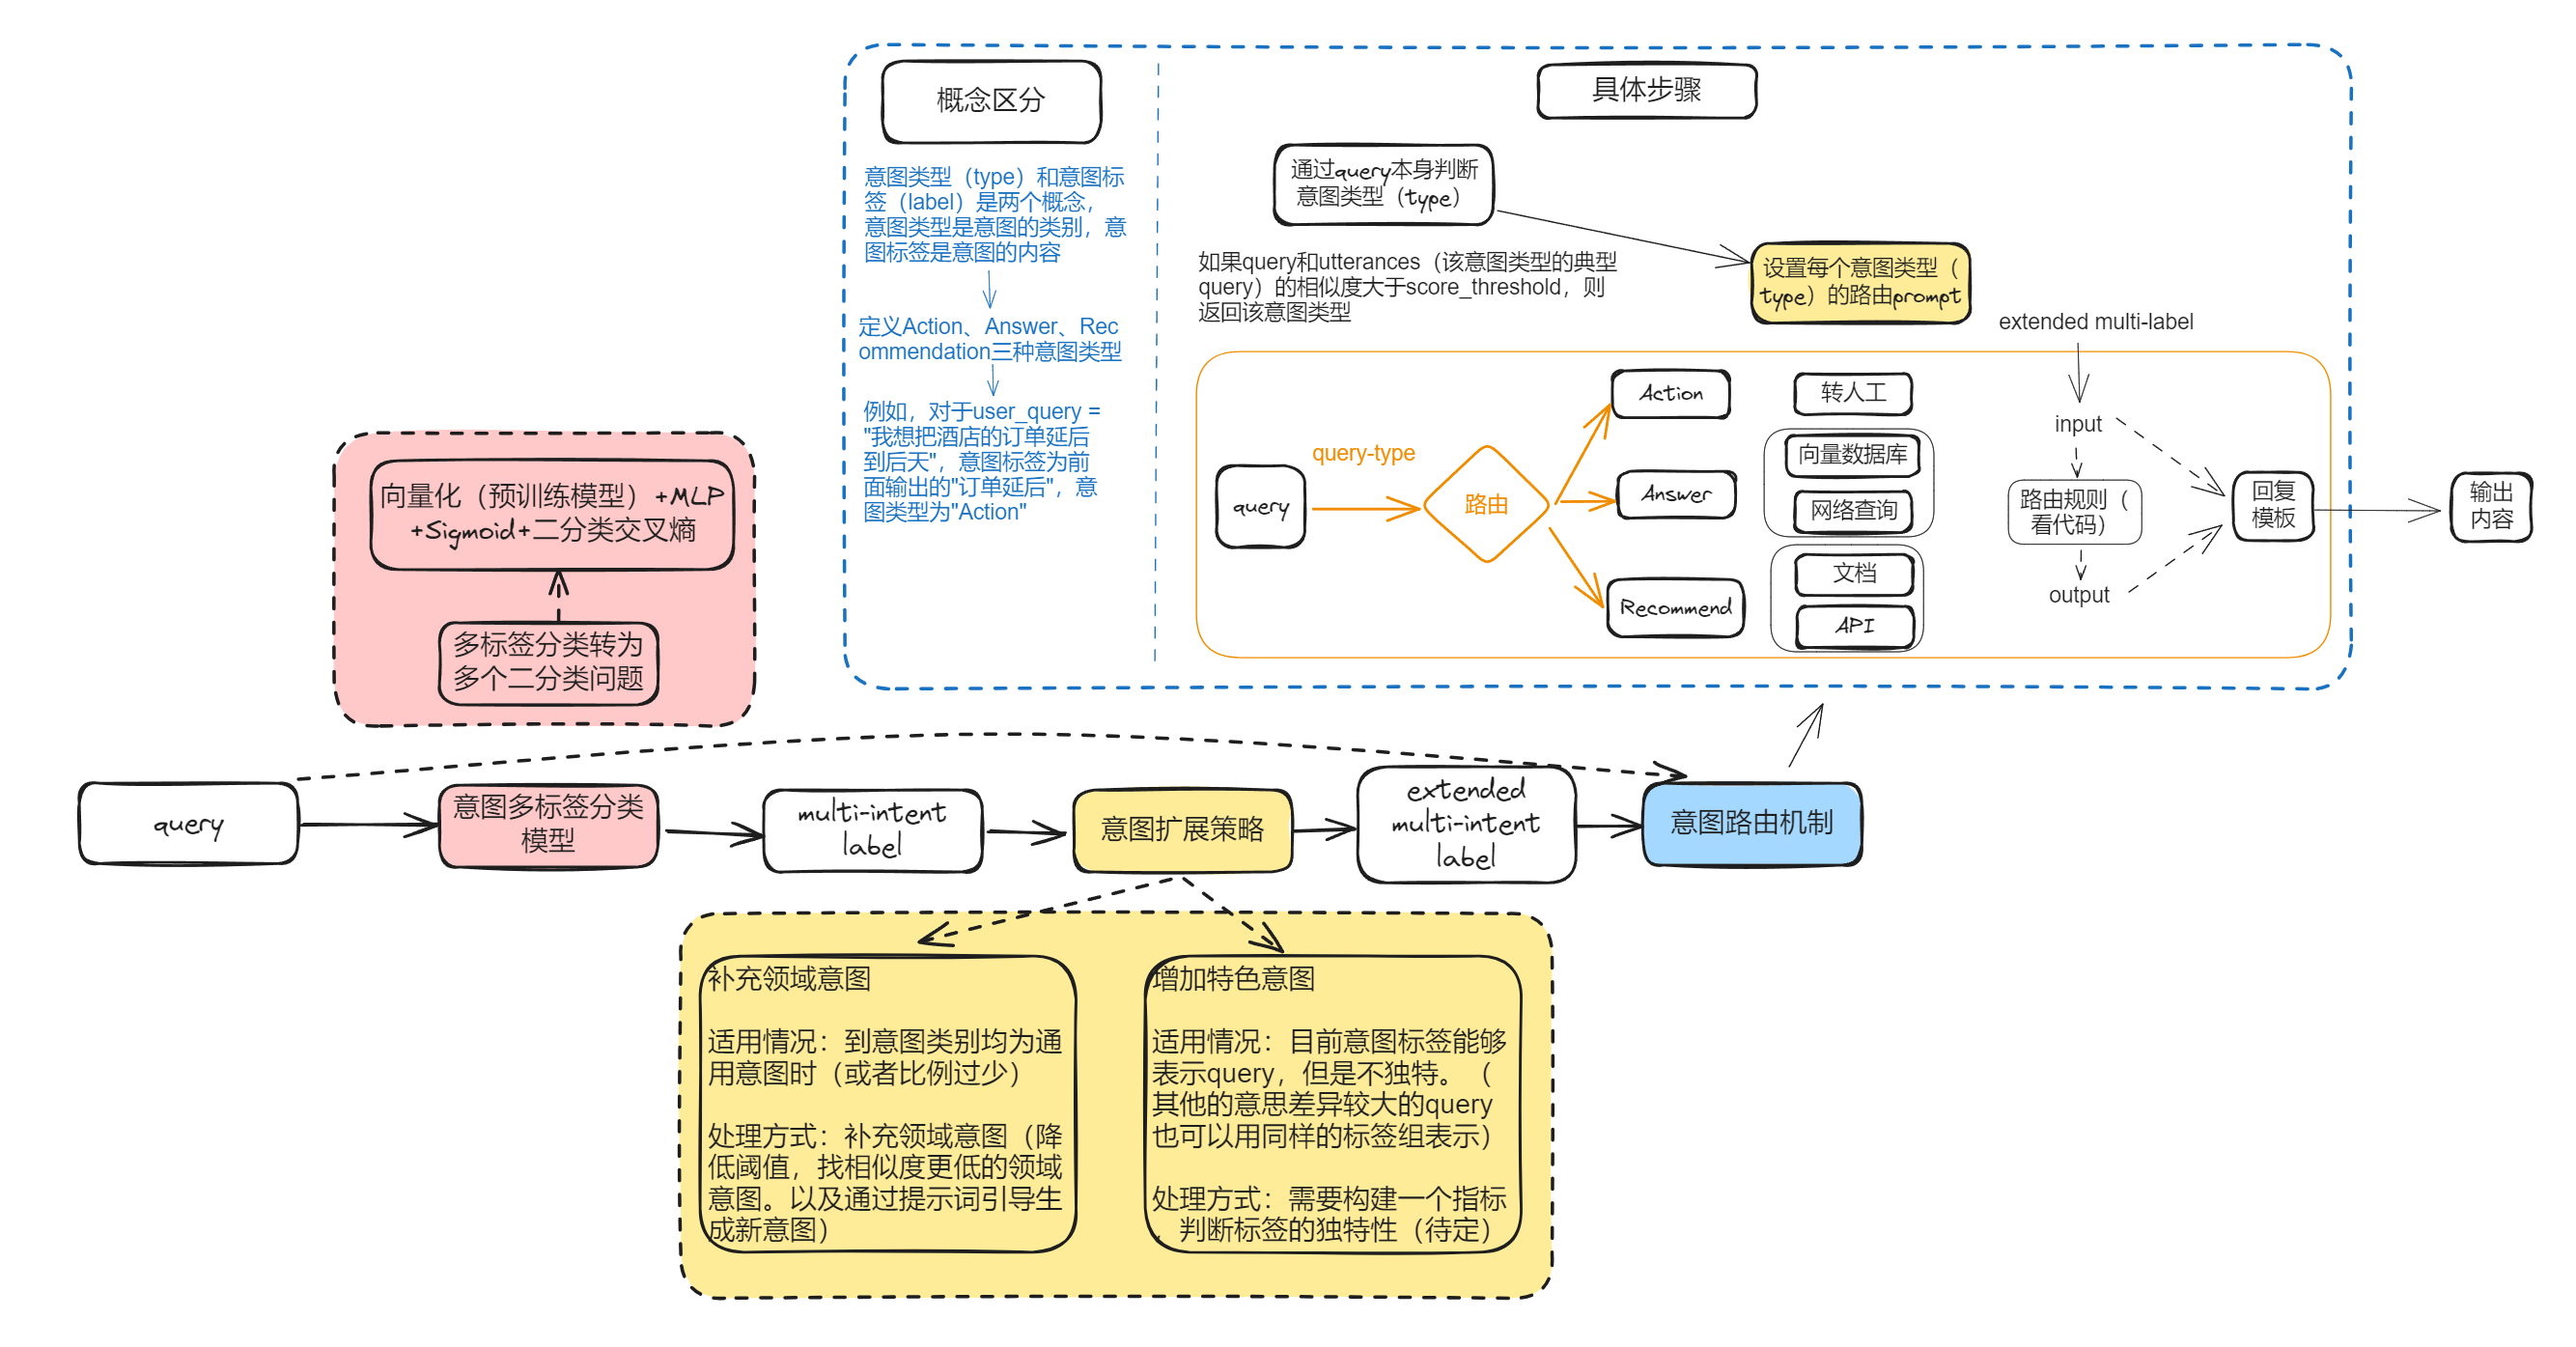 概念区分
意图类型（type）和意图标
签（label）是两个概念，
意图类型是意图的类别，意
图标签是意图的内容
定义Action、Answer、Rec
ommendation三种意图类型
例如，对于user_query =
"我想把酒店的订单延后
到后天"，意图标签为前
面输出的"订单延后"，意
图类型为"Action"
具体步骤
通过query本身判断
意图类型（type）
如果query和utterances（该意图类型的典型
query）的相似度大于score_threshold，则
返回该意图类型
设置每个意图类型（
type）的路由prompt
query
query-type
路由
Action
Answer
Recommend
转人工
向量数据库
网络查询
文档
API
extended multi-label
input
路由规则（
看代码）
output
回复
模板
输出
内容
向量化（预训练模型）+MLP
+Sigmoid+二分类交叉熵
多标签分类转为
多个二分类问题
query
意图多标签分类
模型
multi-intent
label
意图扩展策略
extended
multi-intent
label
意图路由机制
补充领域意图
适用情况：到意图类别均为通
用意图时（或者比例过少）
处理方式：补充领域意图（降
低阈值，找相似度更低的领域
意图。以及通过提示词引导生
成新意图）
增加特色意图
适用情况：目前意图标签能够
表示query，但是不独特。（
其他的意思差异较大的query
也可以用同样的标签组表示）
处理方式：需要构建一个指标
，判断标签的独特性（待定）